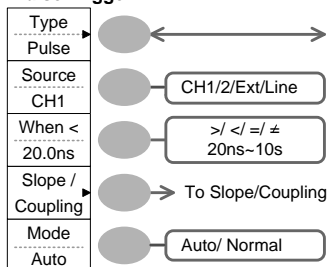 Type
Pulse
Source
CH1
CH1/2/Ext/Line
When <
20.0ns
>/ </ =/ ≠
20ns~10s
Slope /
Coupling
To Slope/Coupling
Mode
Auto
Auto/ Normal